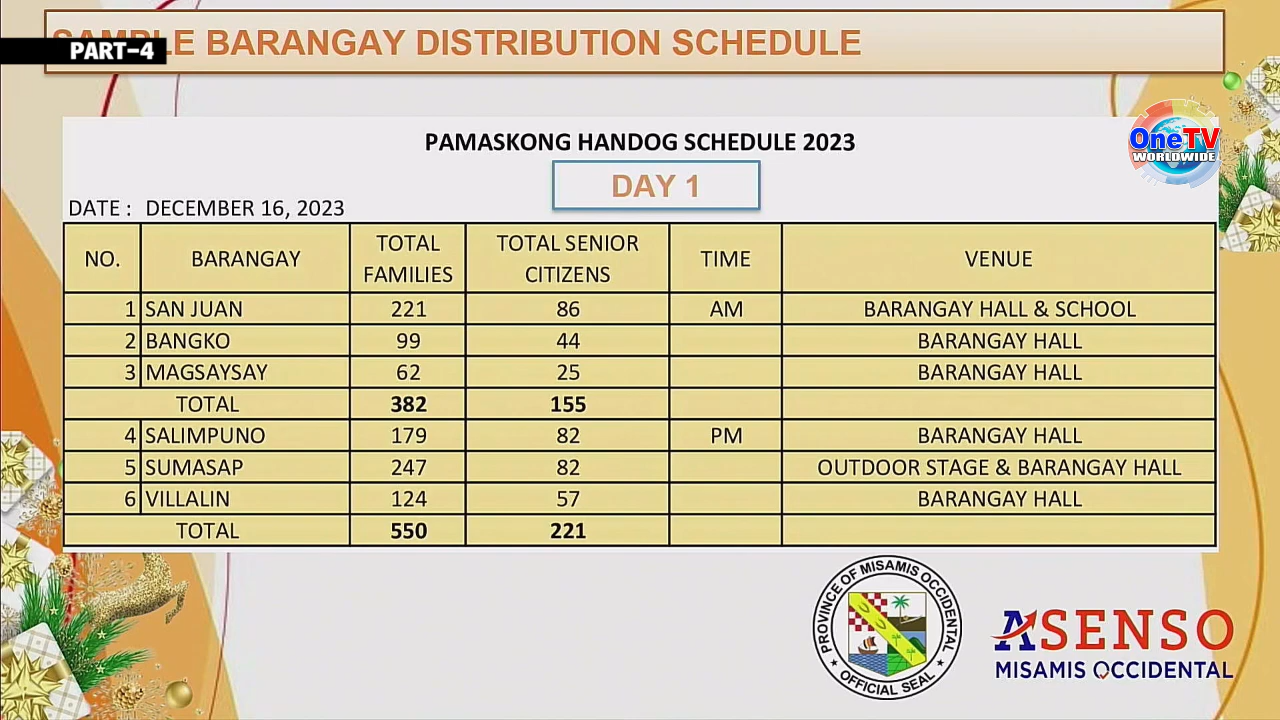 SAMPLE BARANGAY DISTRIBUTION SCHEDULE
PART-4
OneTV
WORLDWIDE
PAMASKONG HANDOG SCHEDULE 2023
DAY 1
DATE : DECEMBER 16, 2023
NO. BARANGAY TOTAL FAMILIES TOTAL SENIOR CITIZENS TIME VENUE
1 SAN JUAN 221 86 AM BARANGAY HALL & SCHOOL
2 BANGKO 99 44 BARANGAY HALL
3 MAGSAYSAY 62 25 BARANGAY HALL
TOTAL 382 155
4 SALIMPUNO 179 82 PM BARANGAY HALL
5 SUMASAP 247 82 OUTDOOR STAGE & BARANGAY HALL
6 VILLALIN 124 57 BARANGAY HALL
TOTAL 550 221
PROVINCE OF MISAMIS OCCIDENTAL
OFFICIAL SEAL
ASENSO
MISAMIS OCCIDENTAL